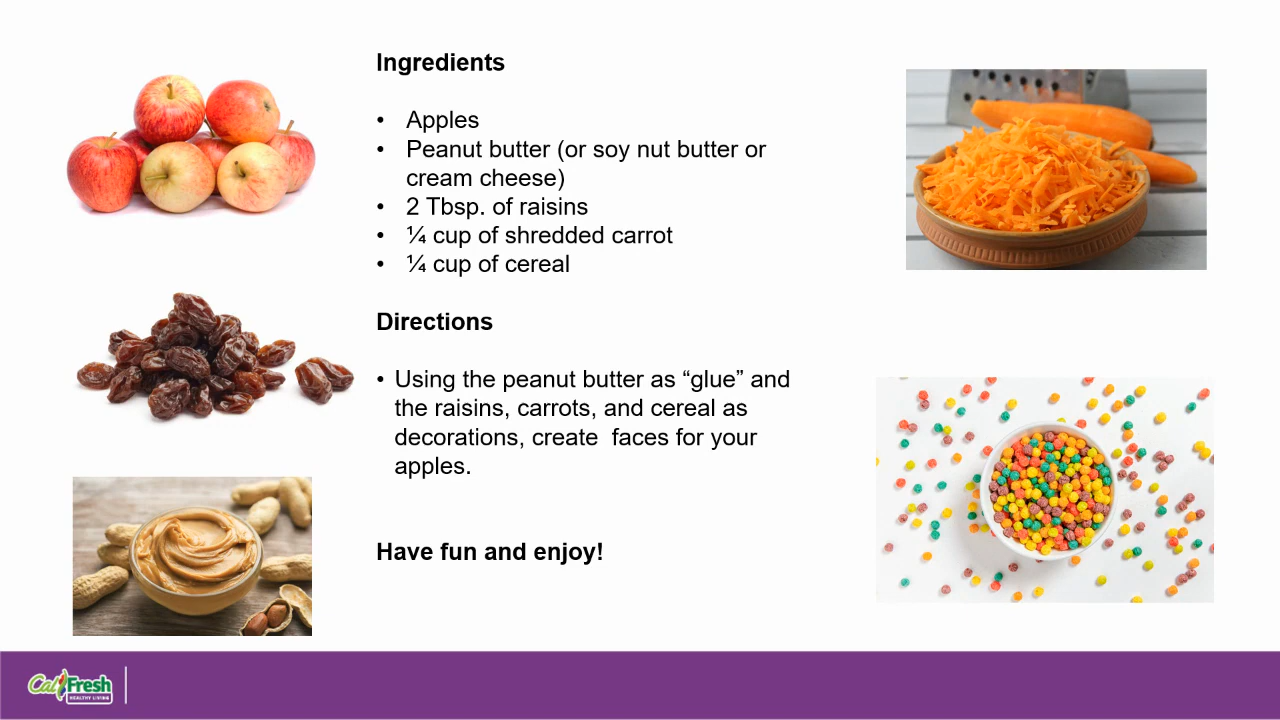 Ingredients
• Apples
• Peanut butter (or soy nut butter or
cream cheese)
• 2 Tbsp. of raisins
• ¼ cup of shredded carrot
• ¼ cup of cereal
Directions
• Using the peanut butter as “glue” and
the raisins, carrots, and cereal as
decorations, create  faces for your
apples.
Have fun and enjoy!
CalFresh
HEALTHY LIVING